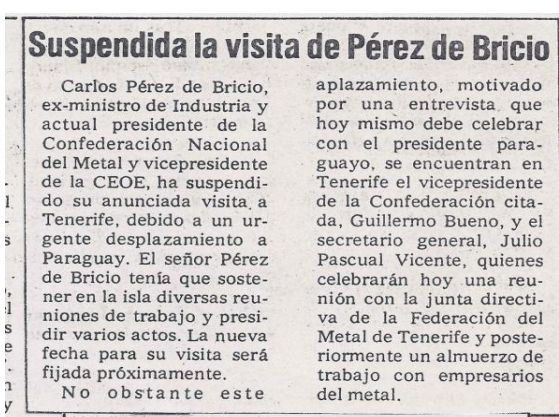 Suspendida la visita de Pérez de Bricio
Carlos Pérez de Bricio,
ex-ministro de Industria y
actual presidente de la
Confederación Nacional
del Metal y vicepresidente
de la CEOE, ha suspendi-
do su anunciada visita a
Tenerife, debido a un ur-
gente desplazamiento a
Paraguay. El señor Pérez
de Bricio tenía que soste-
ner en la isla diversas reu-
niones de trabajo y presi-
dir varios actos. La nueva
fecha para su visita será
fijada próximamente.
No obstante este
aplazamiento, motivado
por una entrevista que
hoy mismo debe celebrar
con el presidente para-
guayo, se encuentran en
Tenerife el vicepresidente
de la Confederación cita-
da, Guillermo Bueno, y el
secretario general, Julio
Pascual Vicente, quienes
celebrarán hoy una reu-
nión con la junta directi-
va de la Federación del
Metal de Tenerife y poste-
riormente un almuerzo de
trabajo con empresarios
del metal.